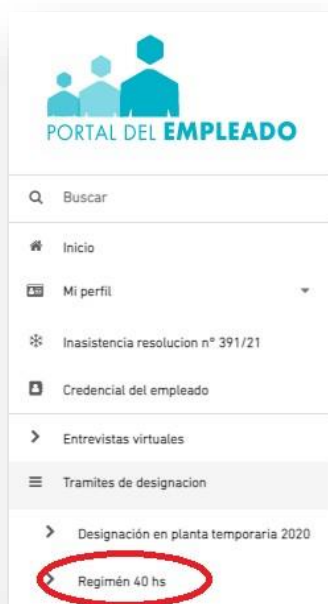 PORTAL DEL EMPLEADO
Buscar
Inicio
Mi perfil
Inasistencia resolucion n° 391/21
Credencial del empleado
Entrevistas virtuales
Tramites de designacion
Designación en planta temporaria 2020
Regimén 40 hs